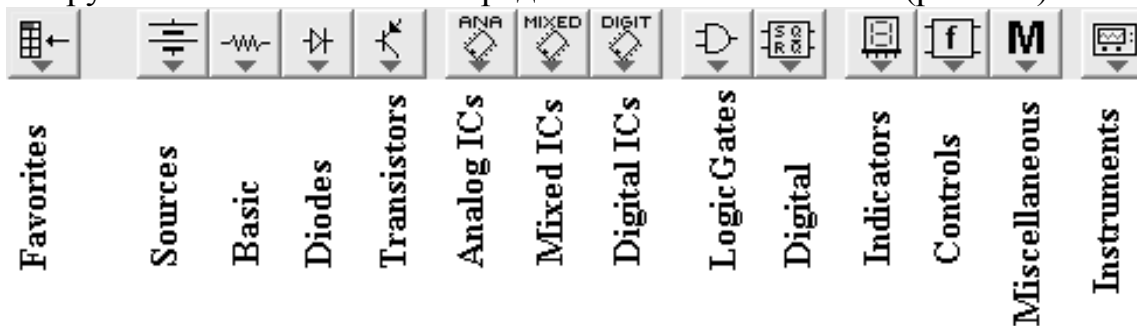 ANA MIXED DIGIT
S Q
R Q
f M
Favorites
Sources
Basic
Diodes
Transistors
Analog ICs
Mixed ICs
Digital ICs
Logic Gates
Digital
Indicators
Controls
Miscellaneous
Instruments